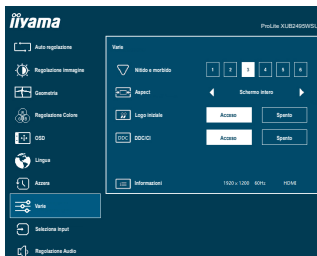 iiyama
ProLite XUB2495WSU
Auto regolazione
Regolazione immagine
Geometria
Regolazione Colore
OSD
Lingua
Azzera
Varie
Seleziona input
Regolazione Audio
Varie
Nitido e morbido
1 2 3 4 5 6
Aspect
Schermo intero
Logo iniziale
Acceso Spento
DDC DDC/CI
Acceso Spento
Informazioni
1920 x 1200 60Hz HDMI